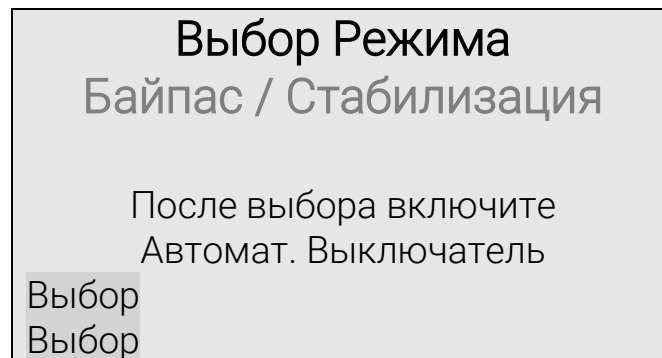 Выбор Режима
Байпас / Стабилизация
После выбора включите
Автомат. Выключатель
Выбор
Выбор